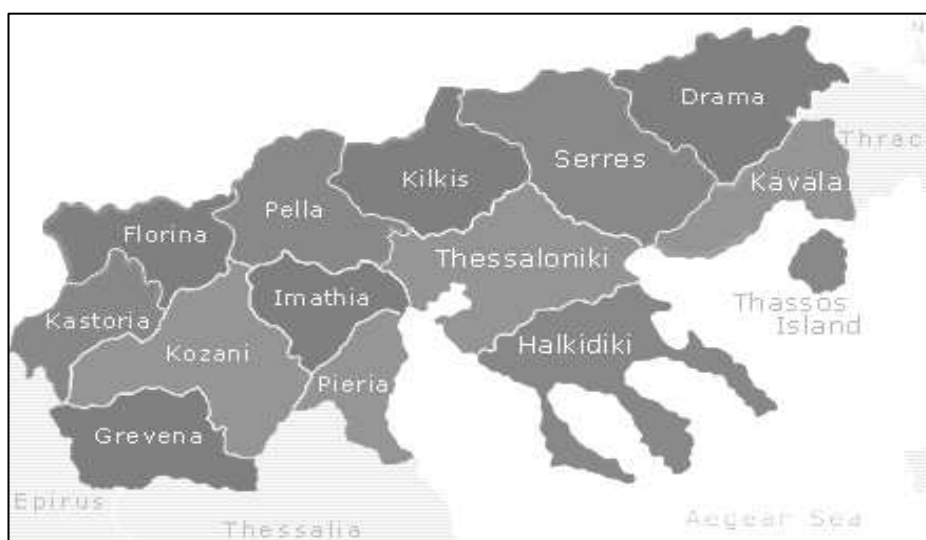 N
Drama
Thrac
Serres
Kavala
Kilkis
Pella
Florina
Thessaloniki
Imathia
Thassos
Island
Kastoria
Halkidiki
Kozani
Pieria
Grevena
Epirus
Thessalia
Aegear Sea